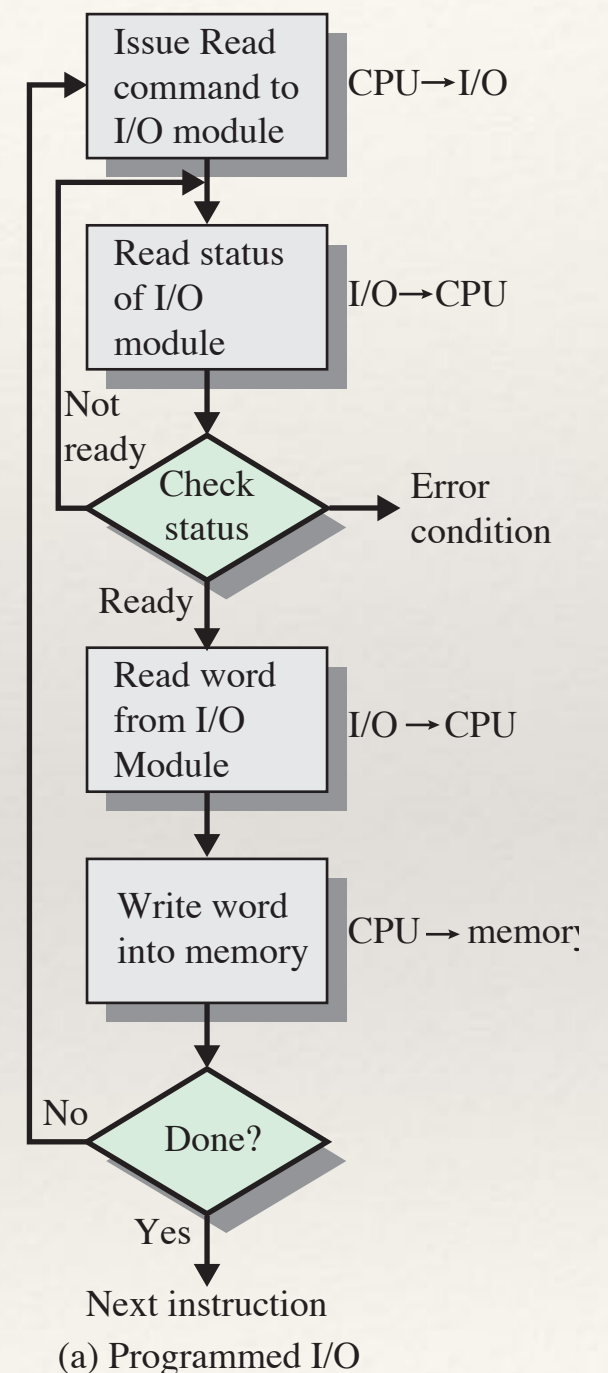 Issue Read
command to
I/O module
CPU→I/O
Read status
of I/O
module
I/O→CPU
Not
ready
Check
status
Error
condition
Ready
Read word
from I/O
Module
I/O → CPU
Write word
into memory
CPU → memory
Done?
No
Yes
Next instruction
(a) Programmed I/O